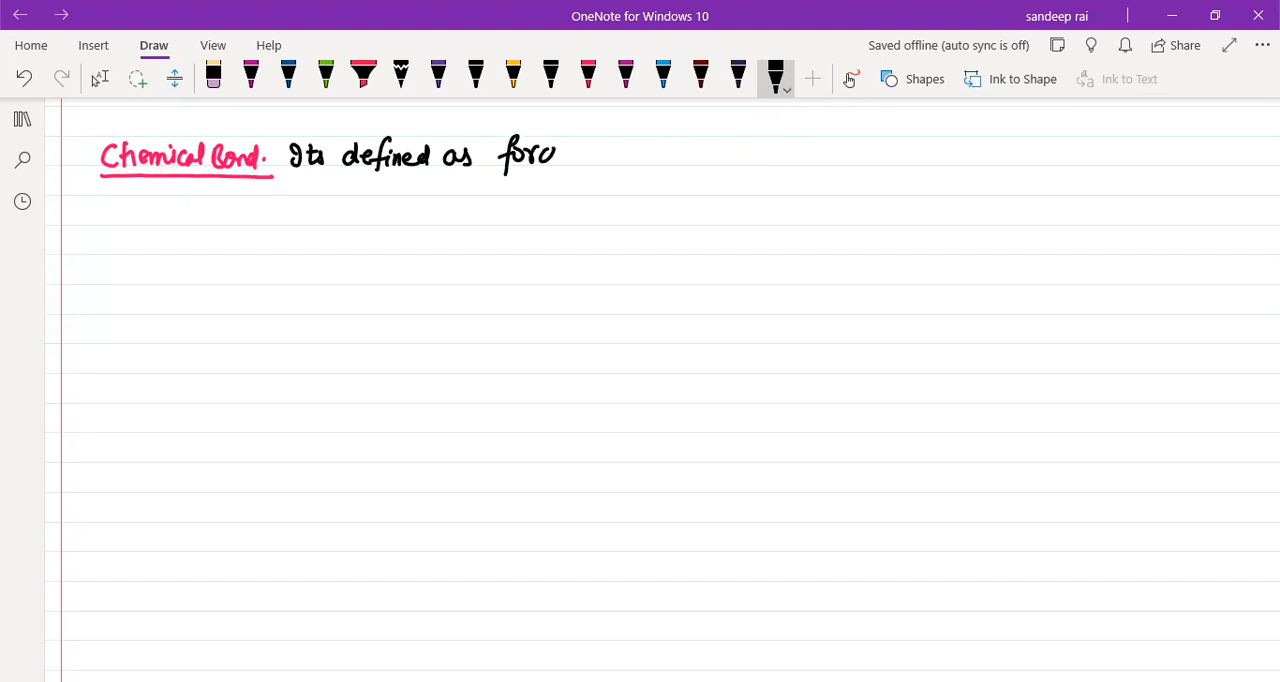 OneNote for Windows 10
sandeep rai
Home Insert Draw View Help
Saved offline (auto sync is off)
Share
Shapes
Ink to Shape
Ink to Text
Chemical Bond. Its defined as forc